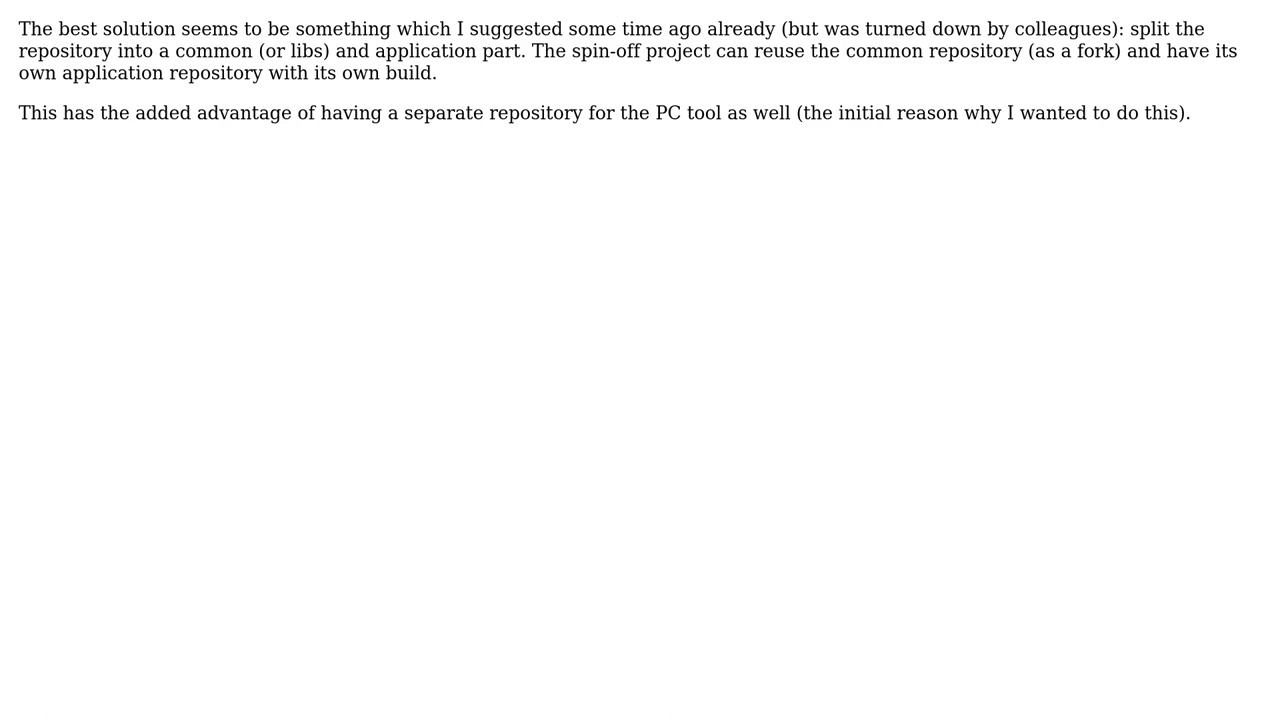 The best solution seems to be something which I suggested some time ago already (but was turned down by colleagues): split the
repository into a common (or libs) and application part. The spin-off project can reuse the common repository (as a fork) and have its
own application repository with its own build.
This has the added advantage of having a separate repository for the PC tool as well (the initial reason why I wanted to do this).